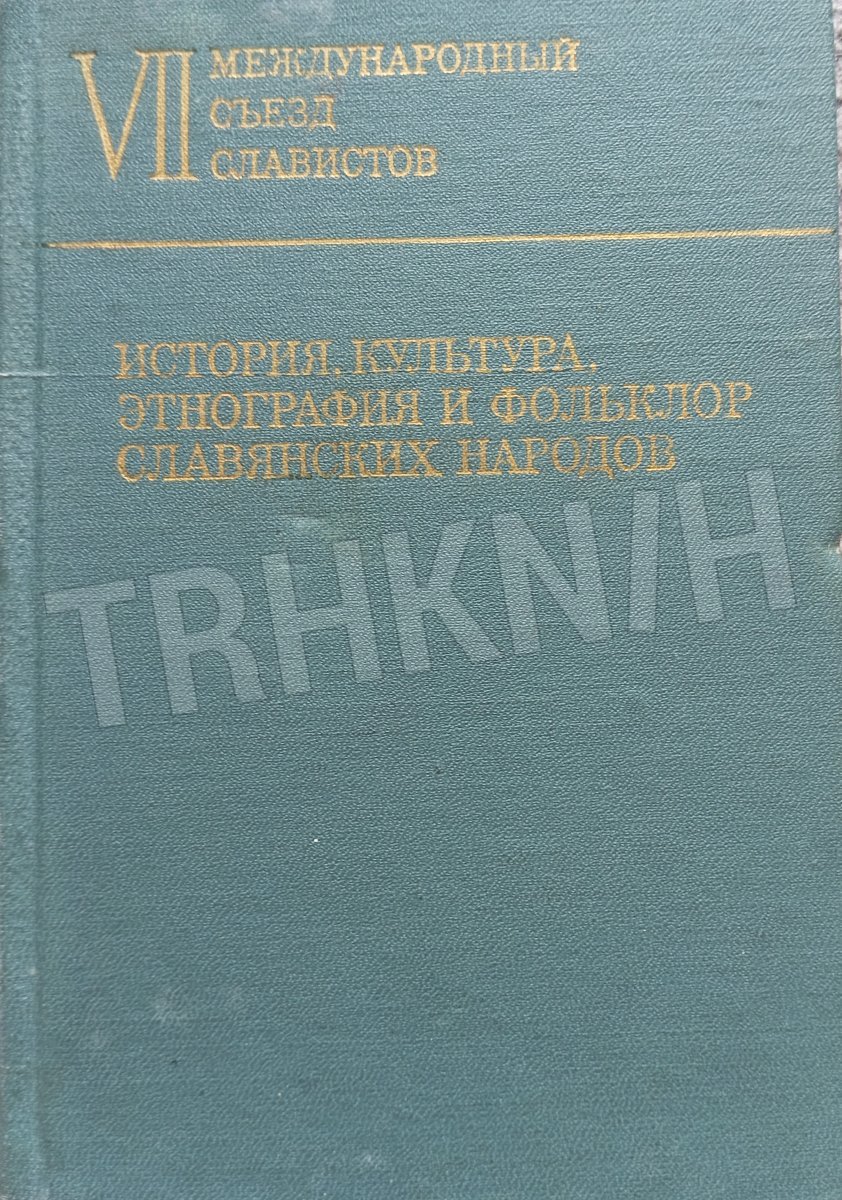 VII МЕЖДУНАРОДНЫЙ
СЪЕЗД
СЛАВИСТОВ
ИСТОРИЯ, КУЛЬТУРА,
ЭТНОГРАФИЯ И ФОЛЬКЛОР
СЛАВЯНСКИХ НАРОДОВ
TRHKN/H